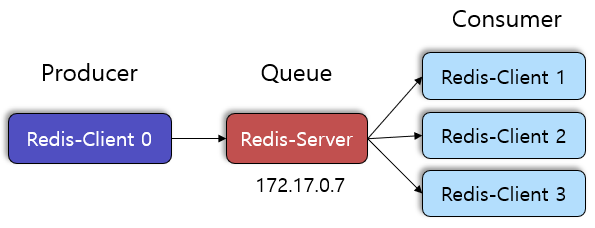 Consumer
Producer
Queue
Redis-Client 0
Redis-Server
172.17.0.7
Redis-Client 1
Redis-Client 2
Redis-Client 3